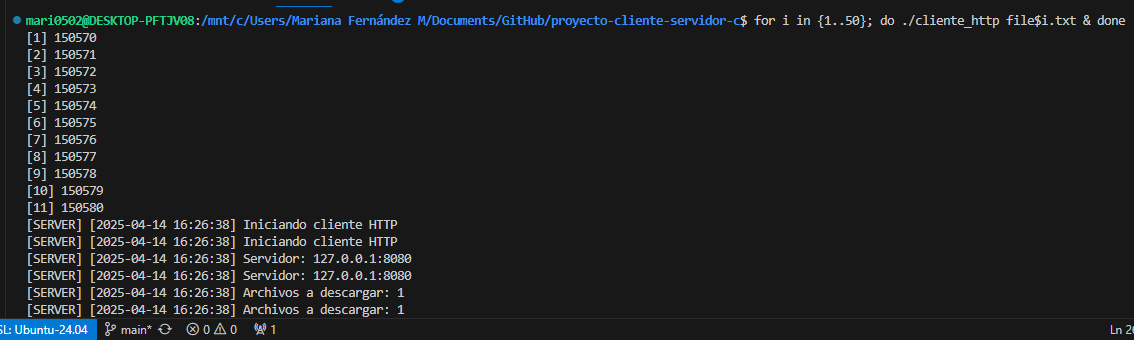 mari0502@DESKTOP-PFTJV08:/mnt/c/Users/Mariana Fernández M/Documents/GitHub/proyecto-cliente-servidor-c$ for i in {1..50}; do ./cliente_http file$i.txt & done
[1] 150570
[2] 150571
[3] 150572
[4] 150573
[5] 150574
[6] 150575
[7] 150576
[8] 150577
[9] 150578
[10] 150579
[11] 150580
[SERVER] [2025-04-14 16:26:38] Iniciando cliente HTTP
[SERVER] [2025-04-14 16:26:38] Iniciando cliente HTTP
[SERVER] [2025-04-14 16:26:38] Servidor: 127.0.0.1:8080
[SERVER] [2025-04-14 16:26:38] Servidor: 127.0.0.1:8080
[SERVER] [2025-04-14 16:26:38] Archivos a descargar: 1
[SERVER] [2025-04-14 16:26:38] Archivos a descargar: 1
SL: Ubuntu-24.04 main* 0 0 1 Ln 20